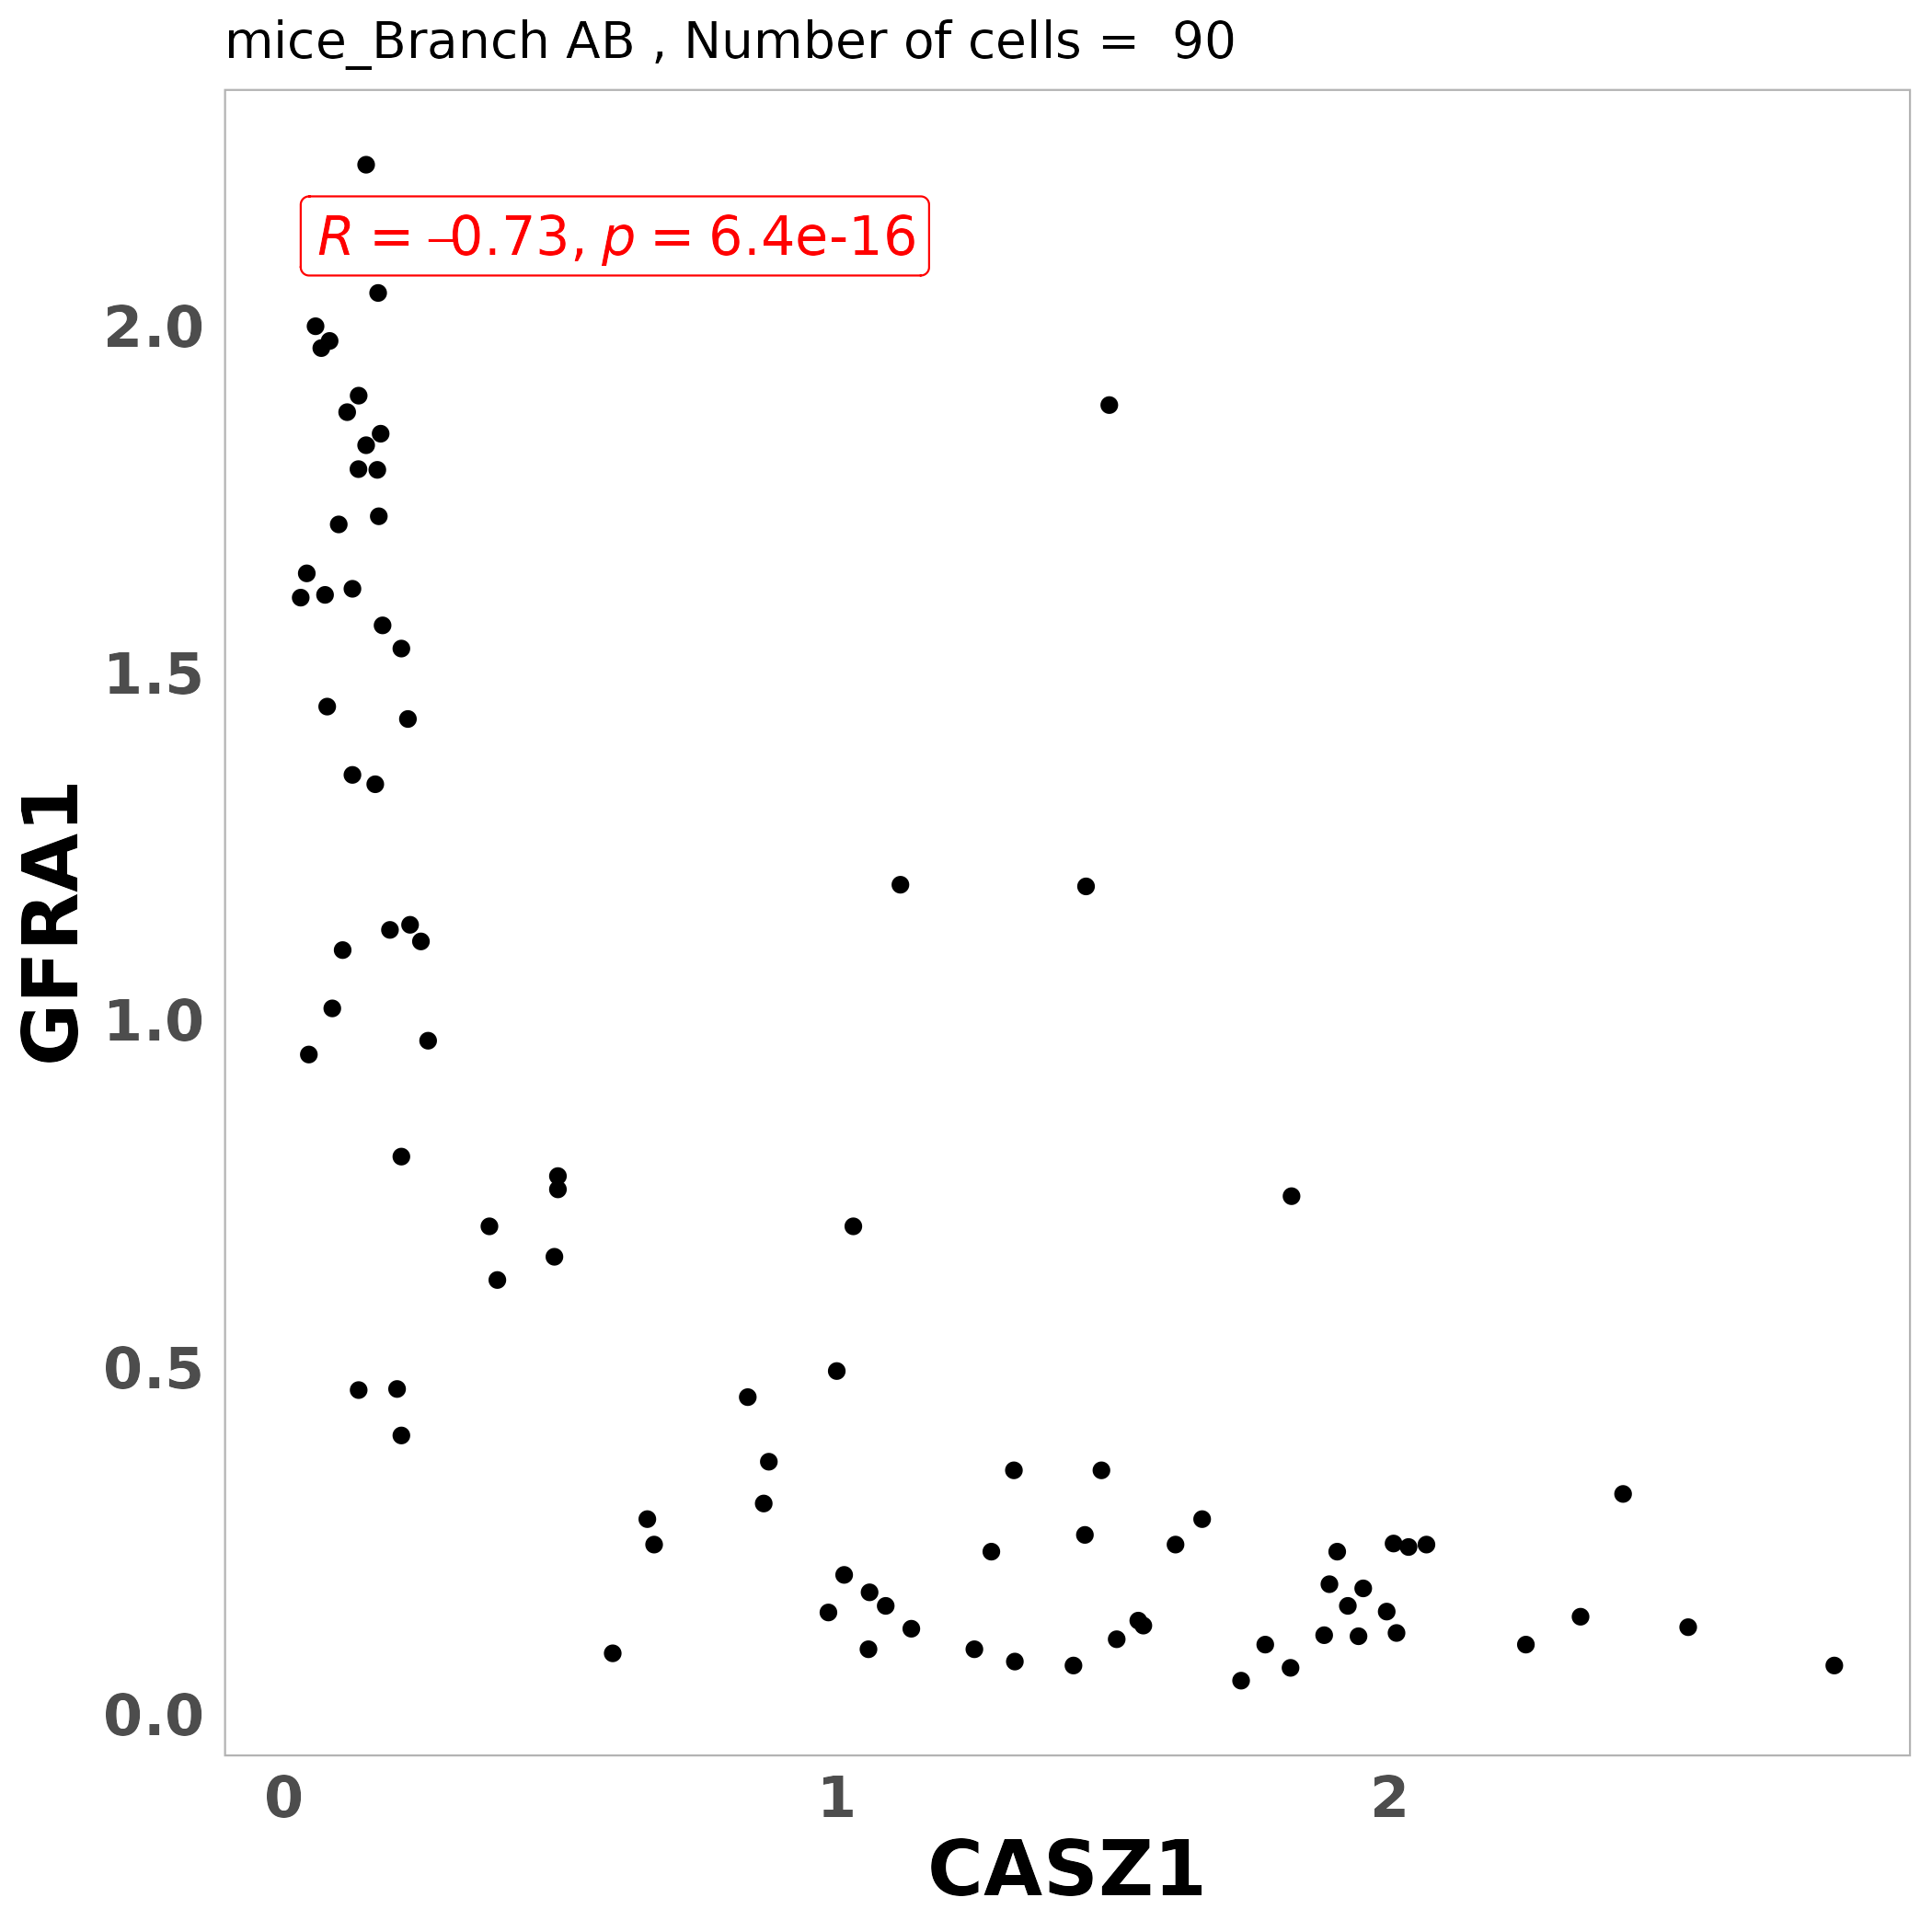 mice_Branch AB , Number of cells =  90
R = –0.73, p = 6.4e-16
2.0
1.5
1.0
0.5
0.0
GFRA1
0 1 2
CASZ1